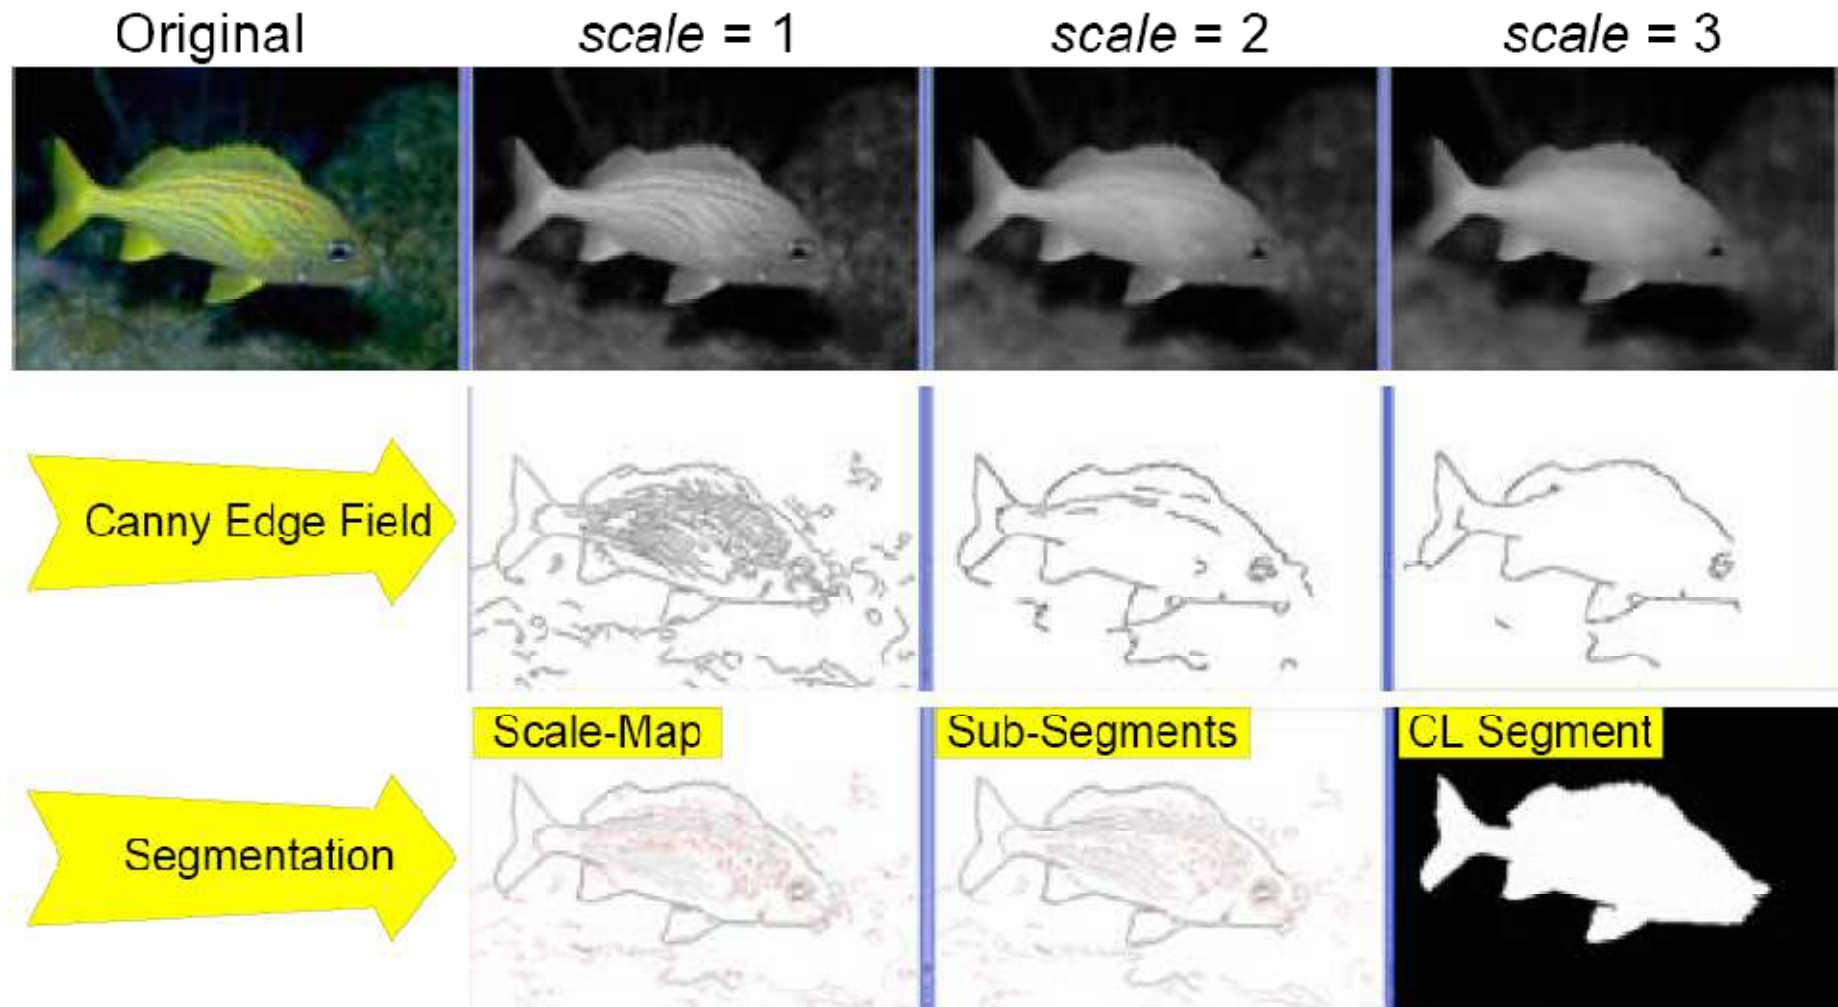 Original
scale = 1
scale = 2
scale = 3
Canny Edge Field
Scale-Map
Sub-Segments
CL Segment
Segmentation